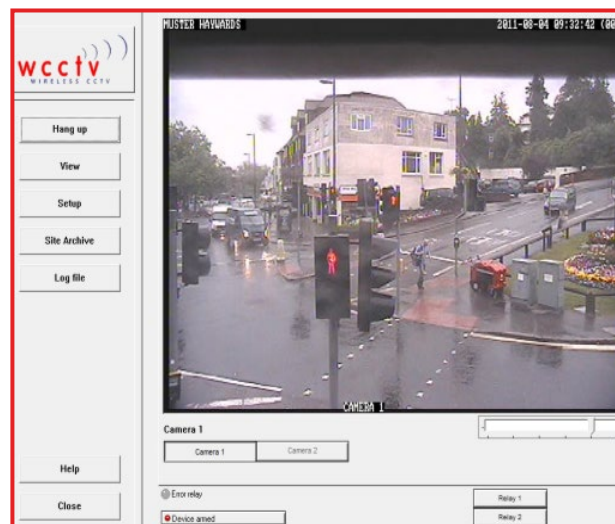 MUSTER HAYWARDS
2011-08-04 09:32:42 (00
wcctv
WIRELESS CCTV
Hang up
View
Setup
Site Archive
Log file
CAMERA 1
Camera 1
Camera 1
Camera 2
Help
Close
Error relay
Device armed
Relay 1
Relay 2